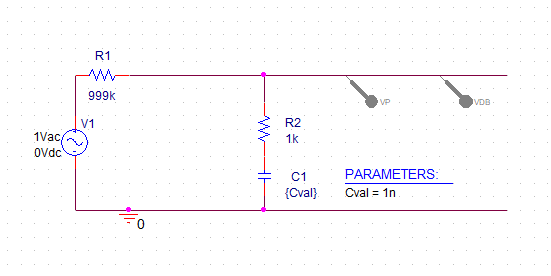 R1
999k
VP
VDB
V1
1Vac
0Vdc
R2
1k
C1
{Cval}
PARAMETERS:
Cval = 1n
0